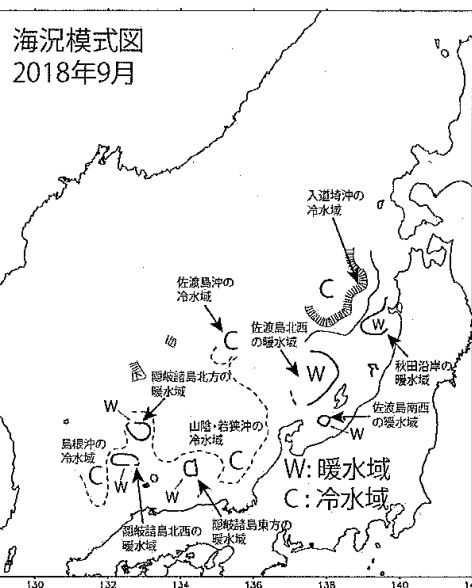 海況模式図
2018年9月
入道埼沖の
冷水域
C
佐渡島沖の
冷水域
C
佐渡島北西
の暖水域
W
W
秋田沿岸の
暖水域
隠岐諸島北方の
暖水域
W
山陰・若狭沖の
冷水域
C
佐渡島南西
の暖水域
W
島根沖の
冷水域
C
W
W
隠岐諸島北西の
暖水域
隠岐諸島東方の
暖水域
W:暖水域
C:冷水域
130
132
134
136
138
140